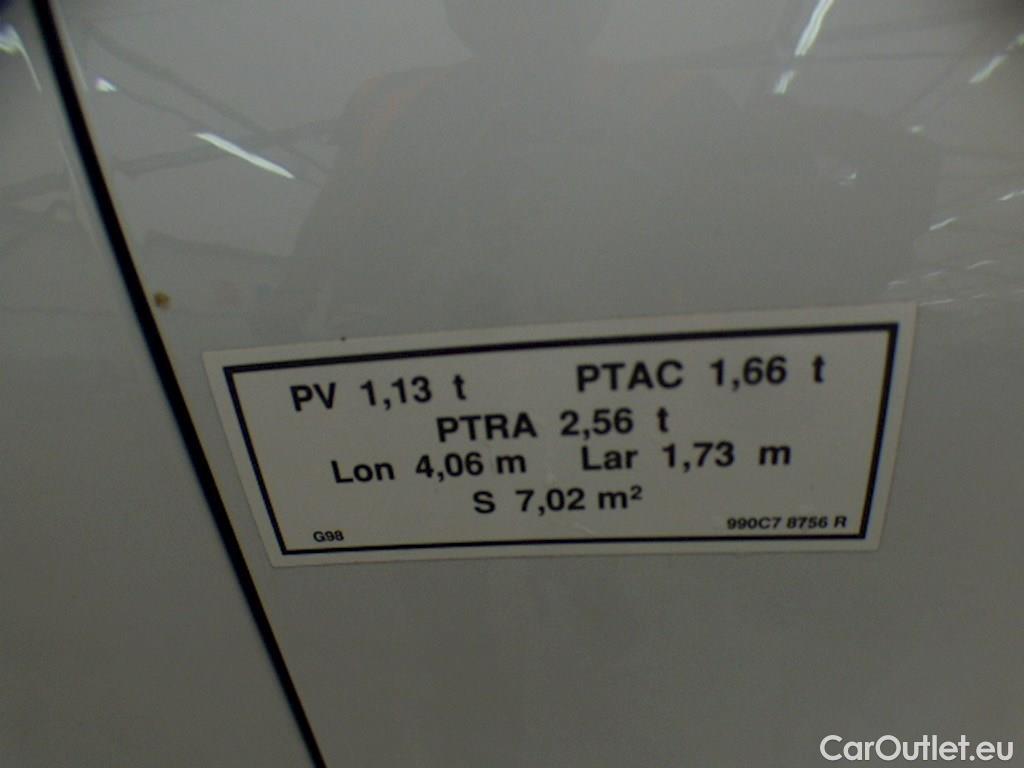 PV 1,13 t PTAC 1,66 t
PTRA 2,56 t
Lon 4,06 m Lar 1,73 m
S 7,02 m²
G98 990C7 8756 R
CarOutlet.eu